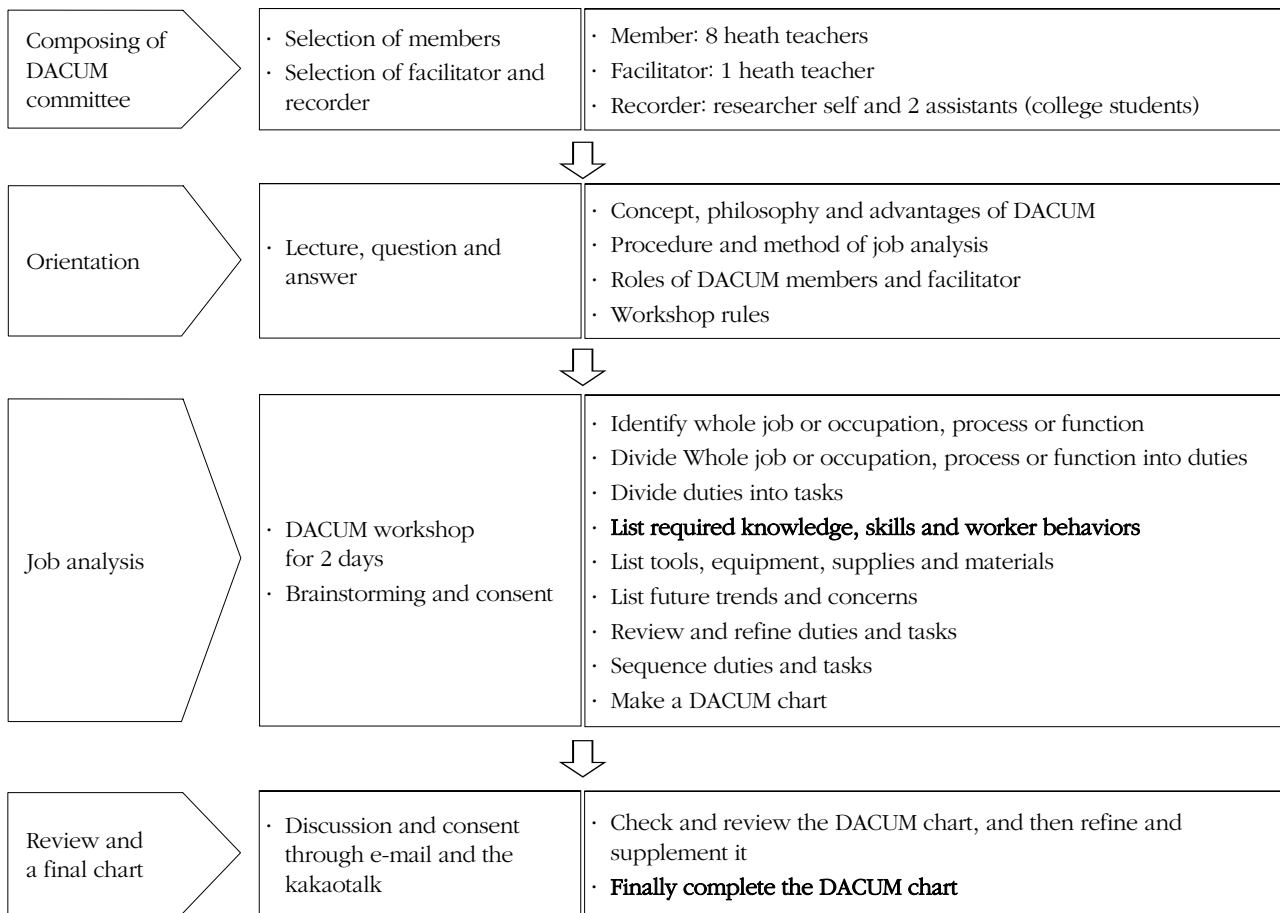 Composing of
DACUM
committee
· Selection of members
· Selection of facilitator and
recorder
· Member: 8 heath teachers
· Facilitator: 1 heath teacher
· Recorder: researcher self and 2 assistants (college students)
Orientation
· Lecture, question and
answer
· Concept, philosophy and advantages of DACUM
· Procedure and method of job analysis
· Roles of DACUM members and facilitator
· Workshop rules
Job analysis
· DACUM workshop
for 2 days
· Brainstorming and consent
· Identify whole job or occupation, process or function
· Divide Whole job or occupation, process or function into duties
· Divide duties into tasks
· List required knowledge, skills and worker behaviors
· List tools, equipment, supplies and materials
· List future trends and concerns
· Review and refine duties and tasks
· Sequence duties and tasks
· Make a DACUM chart
Review and
a final chart
· Discussion and consent
through e-mail and the
kakaotalk
· Check and review the DACUM chart, and then refine and
supplement it
· Finally complete the DACUM chart